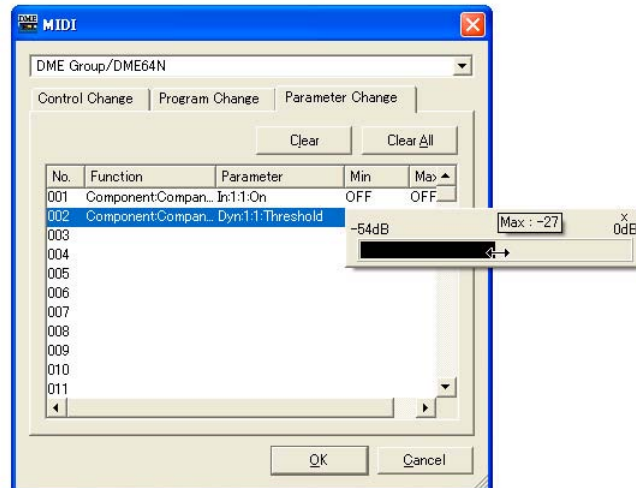 DME MIDI
DME Group/DME64N
Control Change Program Change Parameter Change
Clear Clear All
No. Function Parameter Min Max
001 Component:Compan... In:1:1:On OFF OFF
002 Component:Compan... Dyn:1:1:Threshold
-54dB Max : -27 x 0dB
003
004
005
006
007
008
009
010
011
OK Cancel